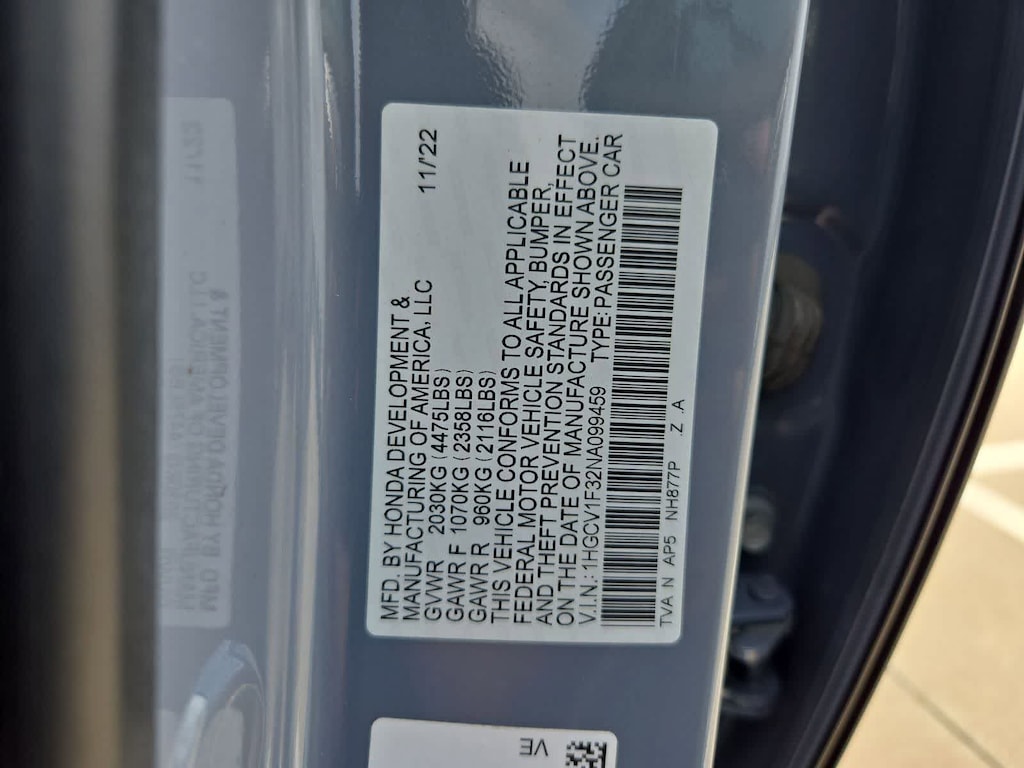 MFD. BY HONDA DEVELOPMENT &
MANUFACTURING OF AMERICA, LLC 11/'22
GVWR 2030KG (4475LBS)
GAWR F 1070KG (2358LBS)
GAWR R 960KG (2116LBS)
THIS VEHICLE CONFORMS TO ALL APPLICABLE
FEDERAL MOTOR VEHICLE SAFETY, BUMPER,
AND THEFT PREVENTION STANDARDS IN EFFECT
ON THE DATE OF MANUFACTURE SHOWN ABOVE.
V.I.N.:1HGCV1F32NA099459 TYPE:PASSENGER CAR
TVA N AP5 NH877P .Z .A
VE